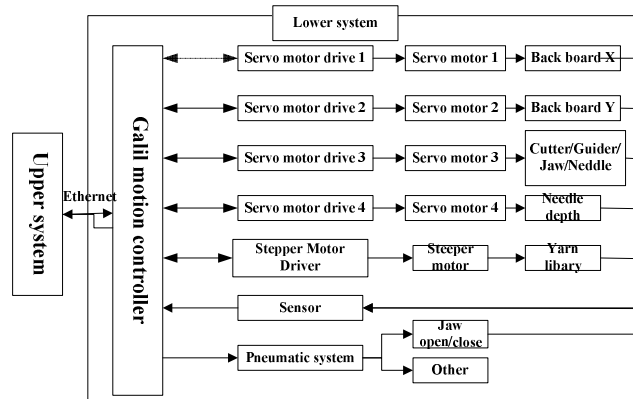 Lower system
Upper system
Ethernet
Galil motion controller
Servo motor drive 1
Servo motor 1
Back board X
Servo motor drive 2
Servo motor 2
Back board Y
Servo motor drive 3
Servo motor 3
Cutter/Guider/
Jaw/Neddle
Servo motor drive 4
Servo motor 4
Needle
depth
Stepper Motor
Driver
Steeper
motor
Yarn
libary
Sensor
Pneumatic system
Jaw
open/close
Other